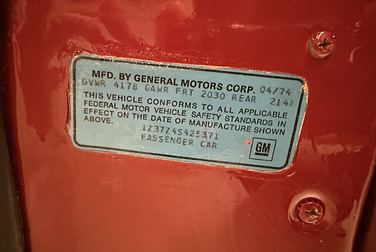 MFD. BY GENERAL MOTORS CORP. 04/74
GVWR 4178 GAWR FRT 2030 REAR 2148
THIS VEHICLE CONFORMS TO ALL APPLICABLE
FEDERAL MOTOR VEHICLE SAFETY STANDARDS IN
EFFECT ON THE DATE OF MANUFACTURE SHOWN
ABOVE.
1Z37Z4S425371
PASSENGER CAR
GM